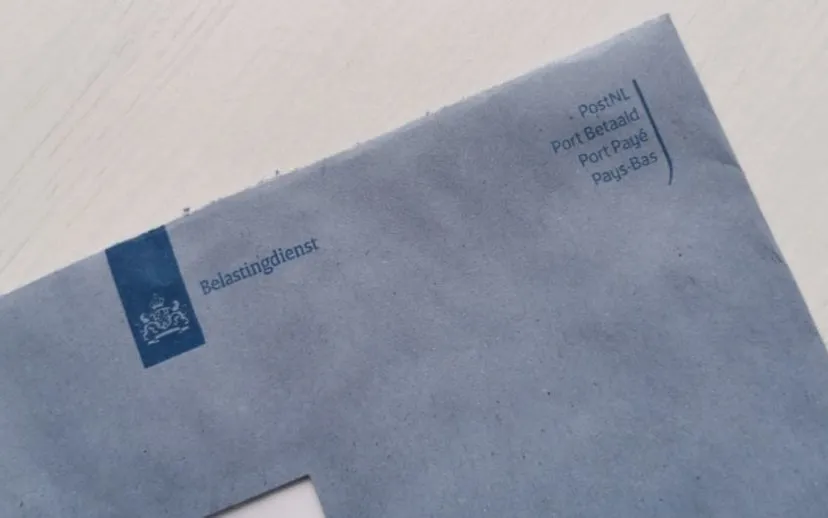 Belastingdienst
PostNL
Port Betaald
Port Payé
Pays-Bas